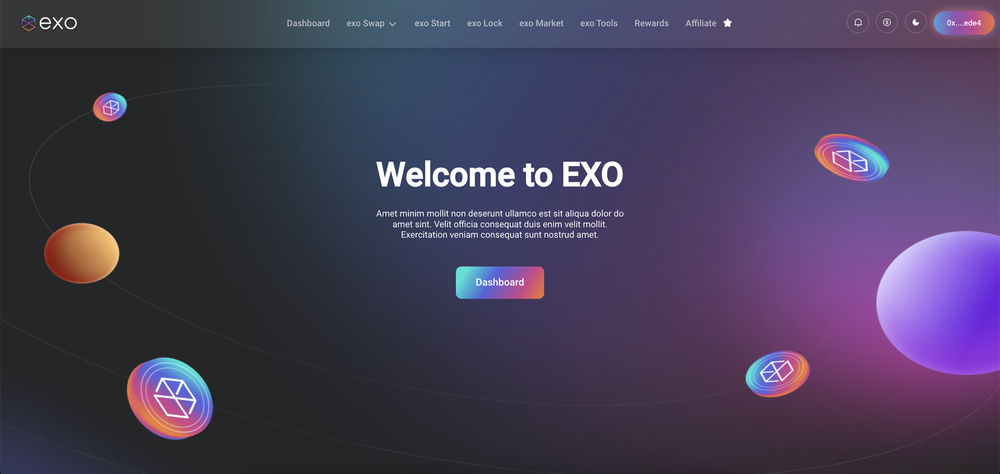 exo
Dashboard exo Swap exo Start exo Lock exo Market exo Tools Rewards Affiliate
0x....ede4
Welcome to EXO
Amet minim mollit non deserunt ullamco est sit aliqua dolor do
amet sint. Velit officia consequat duis enim velit mollit.
Exercitation veniam consequat sunt nostrud amet.
Dashboard